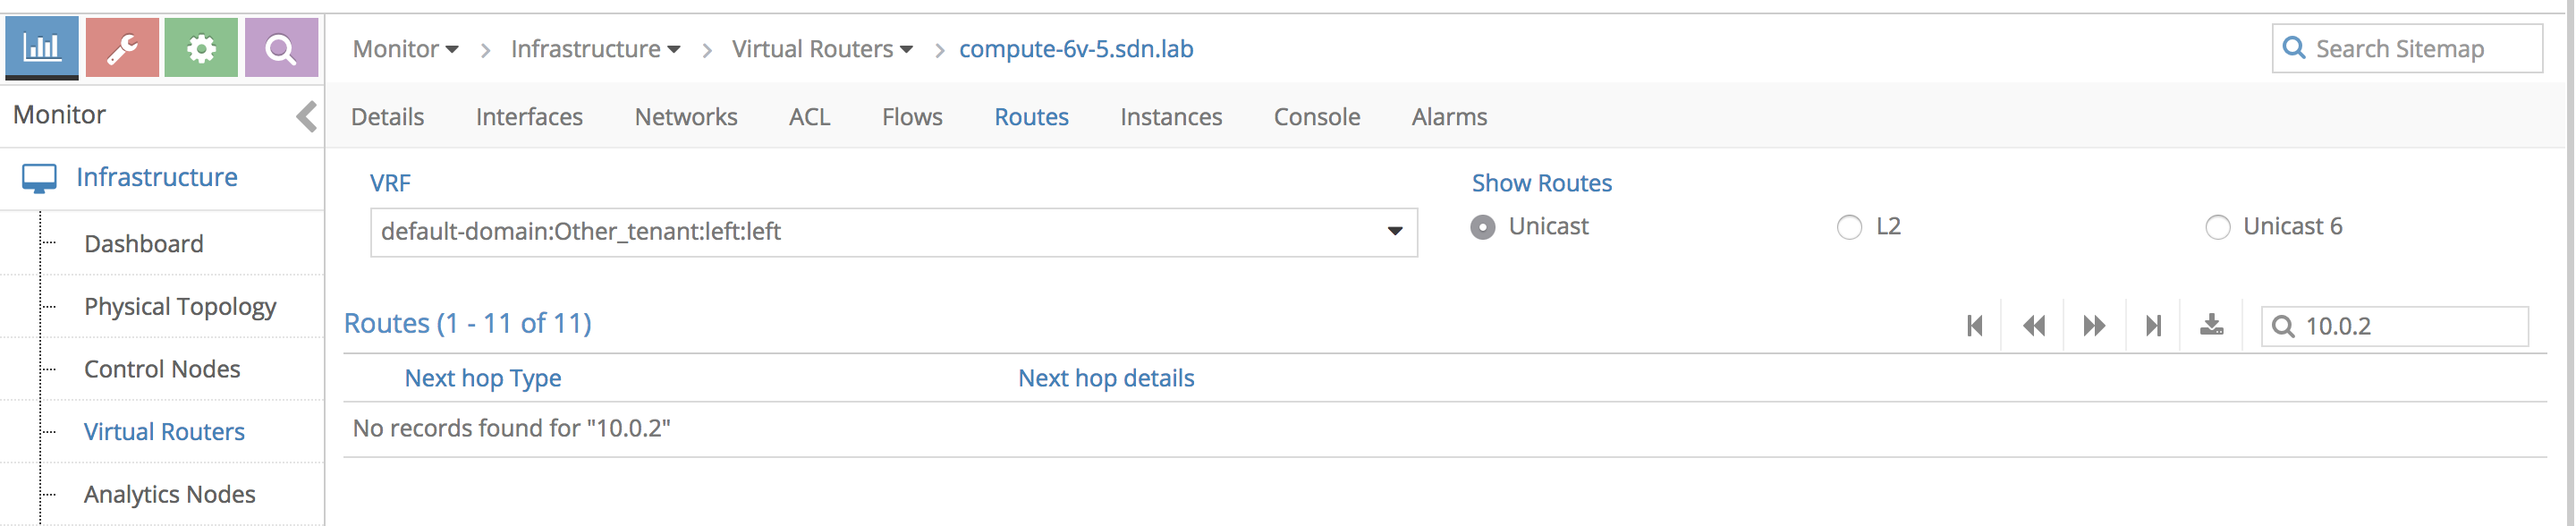 Monitor
Infrastructure
Dashboard
Physical Topology
Control Nodes
Virtual Routers
Analytics Nodes
Monitor > Infrastructure > Virtual Routers > compute-6v-5.sdn.lab
Search Sitemap
Details Interfaces Networks ACL Flows Routes Instances Console Alarms
VRF
default-domain:Other_tenant:left:left
Show Routes
Unicast L2 Unicast 6
Routes (1 - 11 of 11)
10.0.2
Next hop Type Next hop details
No records found for "10.0.2"